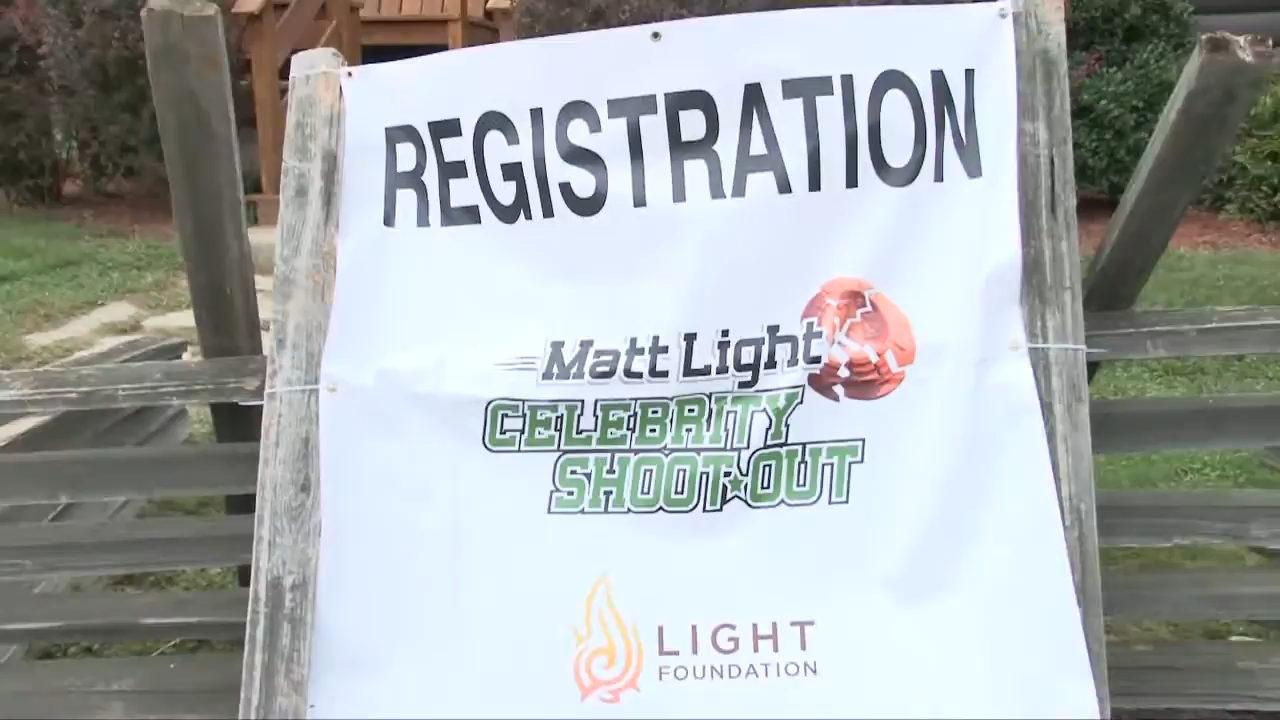 REGISTRATION
Matt Light
CELEBRITY
SHOOT★OUT
LIGHT
FOUNDATION